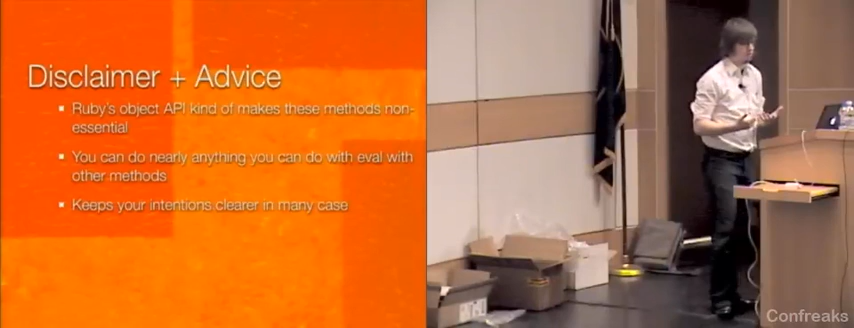 Disclaimer + Advice
Ruby's object API kind of makes these methods non-
essential
You can do nearly anything you can do with eval with
other methods
Keeps your intentions clearer in many case
Confreaks